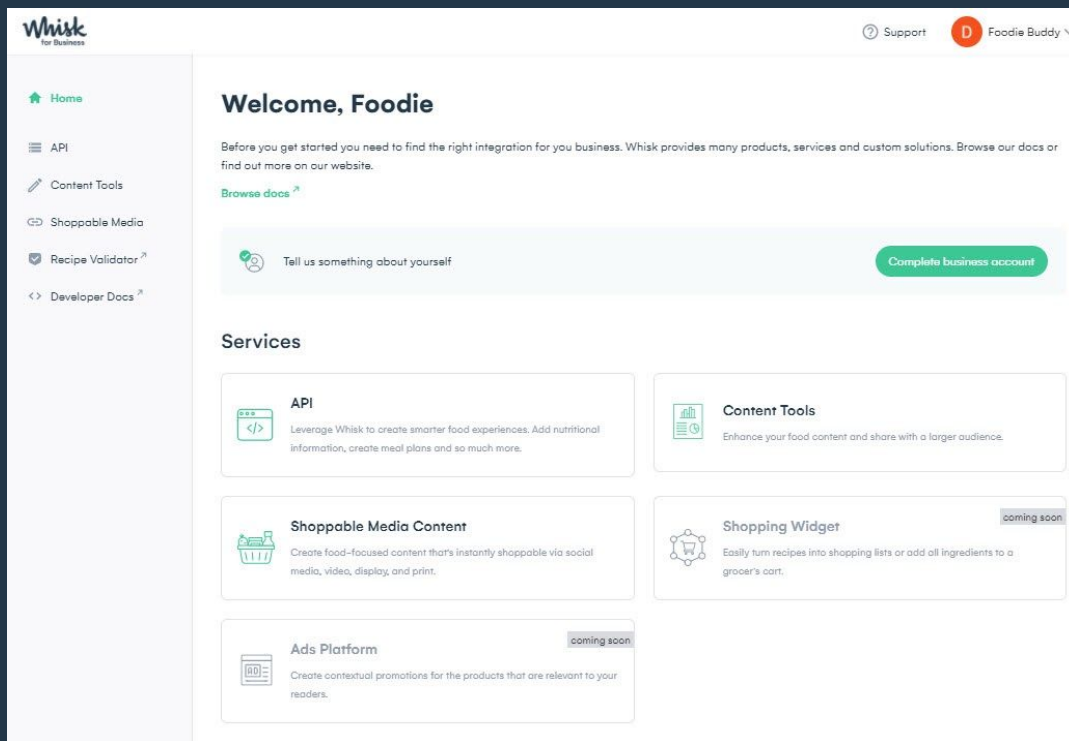 Whisk
for Business
Support
D
Foodie Buddy
Home
API
Content Tools
Shoppable Media
Recipe Validator
Developer Docs
Welcome, Foodie
Before you get started you need to find the right integration for you business. Whisk provides many products, services and custom solutions. Browse our docs or
find out more on our website.
Browse docs
Tell us something about yourself
Complete business account
Services
API
Leverage Whisk to create smarter food experiences. Add nutritional
information, create meal plans and so much more.
Content Tools
Enhance your food content and share with a larger audience.
Shoppable Media Content
Create food-focused content that's instantly shoppable via social
media, video, display, and print.
coming soon
Shopping Widget
Easily turn recipes into shopping lists or add all ingredients to a
grocer's cart.
coming soon
Ads Platform
AD
Create contextual promotions for the products that are relevant to your
readers.